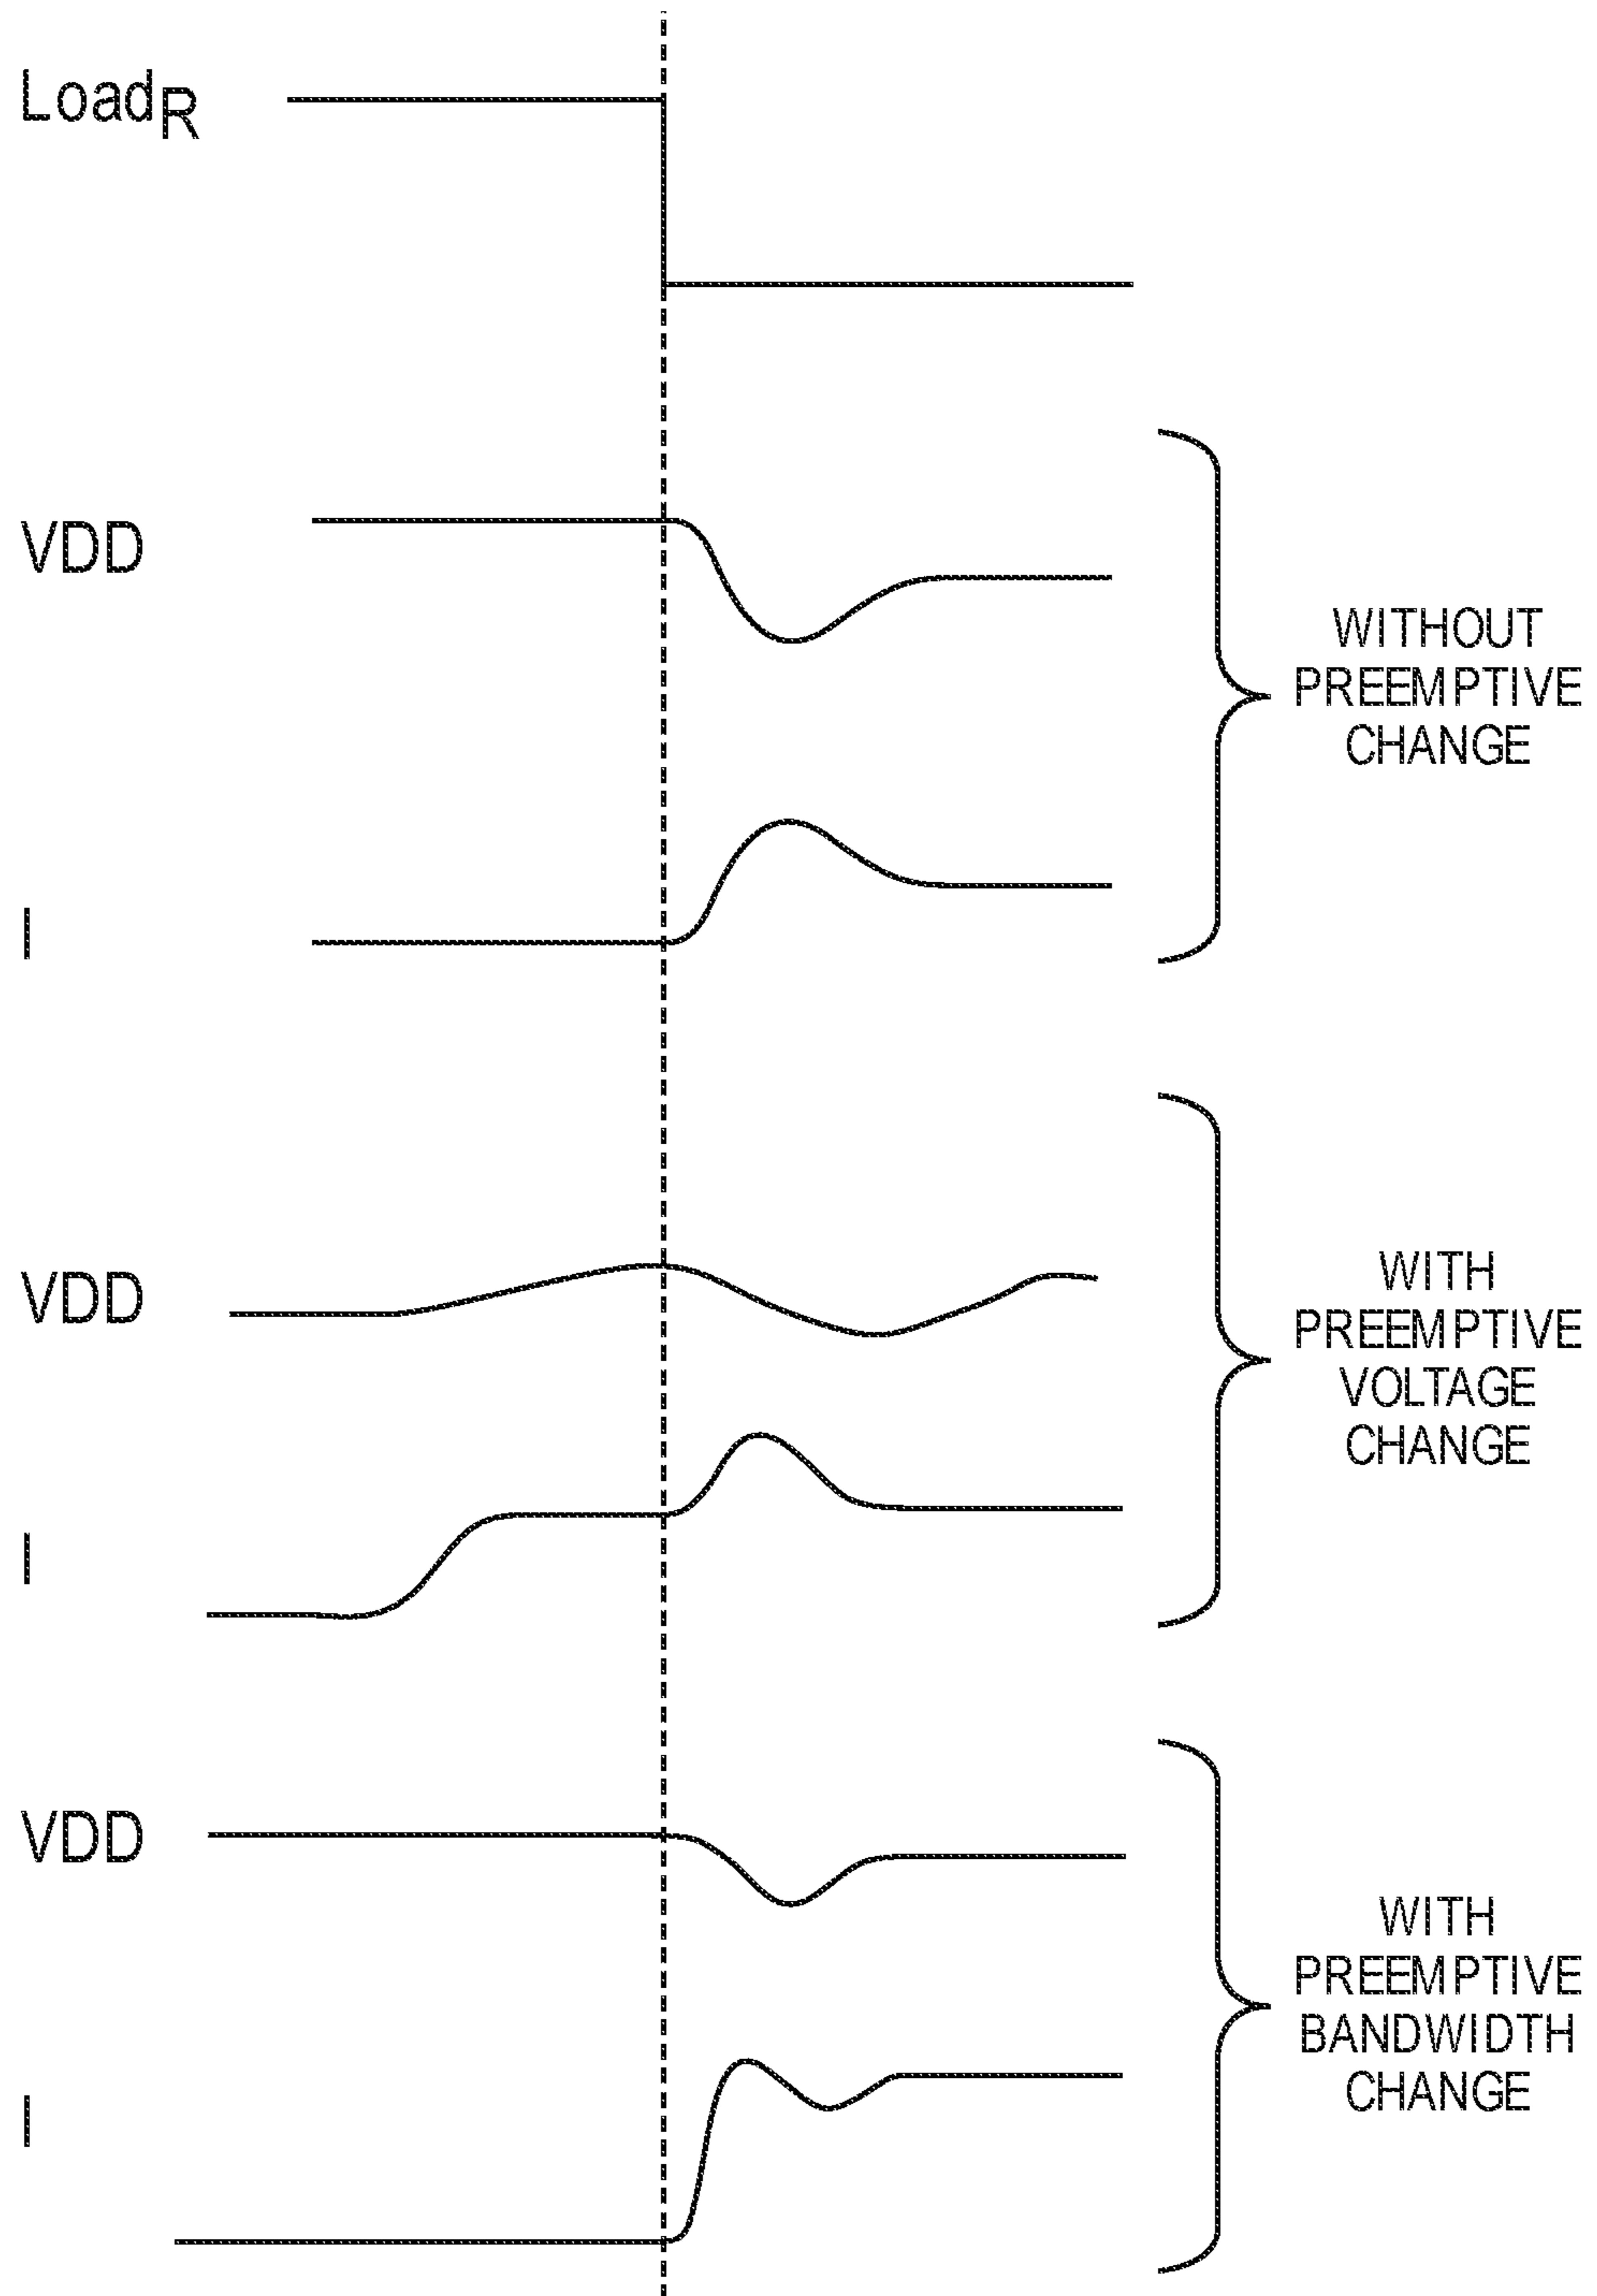 LoadR
VDD
WITHOUT
PREEMPTIVE
CHANGE
I
VDD
WITH
PREEMPTIVE
VOLTAGE
CHANGE
I
VDD
WITH
PREEMPTIVE
BANDWIDTH
CHANGE
I